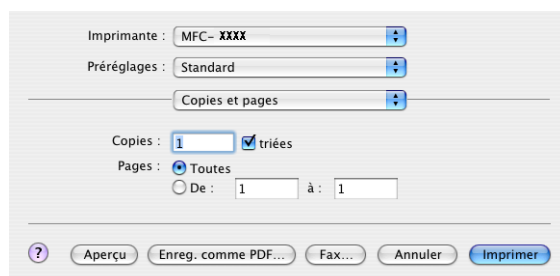 Imprimante : MFC- XXXX
Préréglages : Standard
Copies et pages
Copies : 1 triées
Pages : Toutes
De : 1 à : 1
? Aperçu Enreg. comme PDF... Fax... Annuler Imprimer